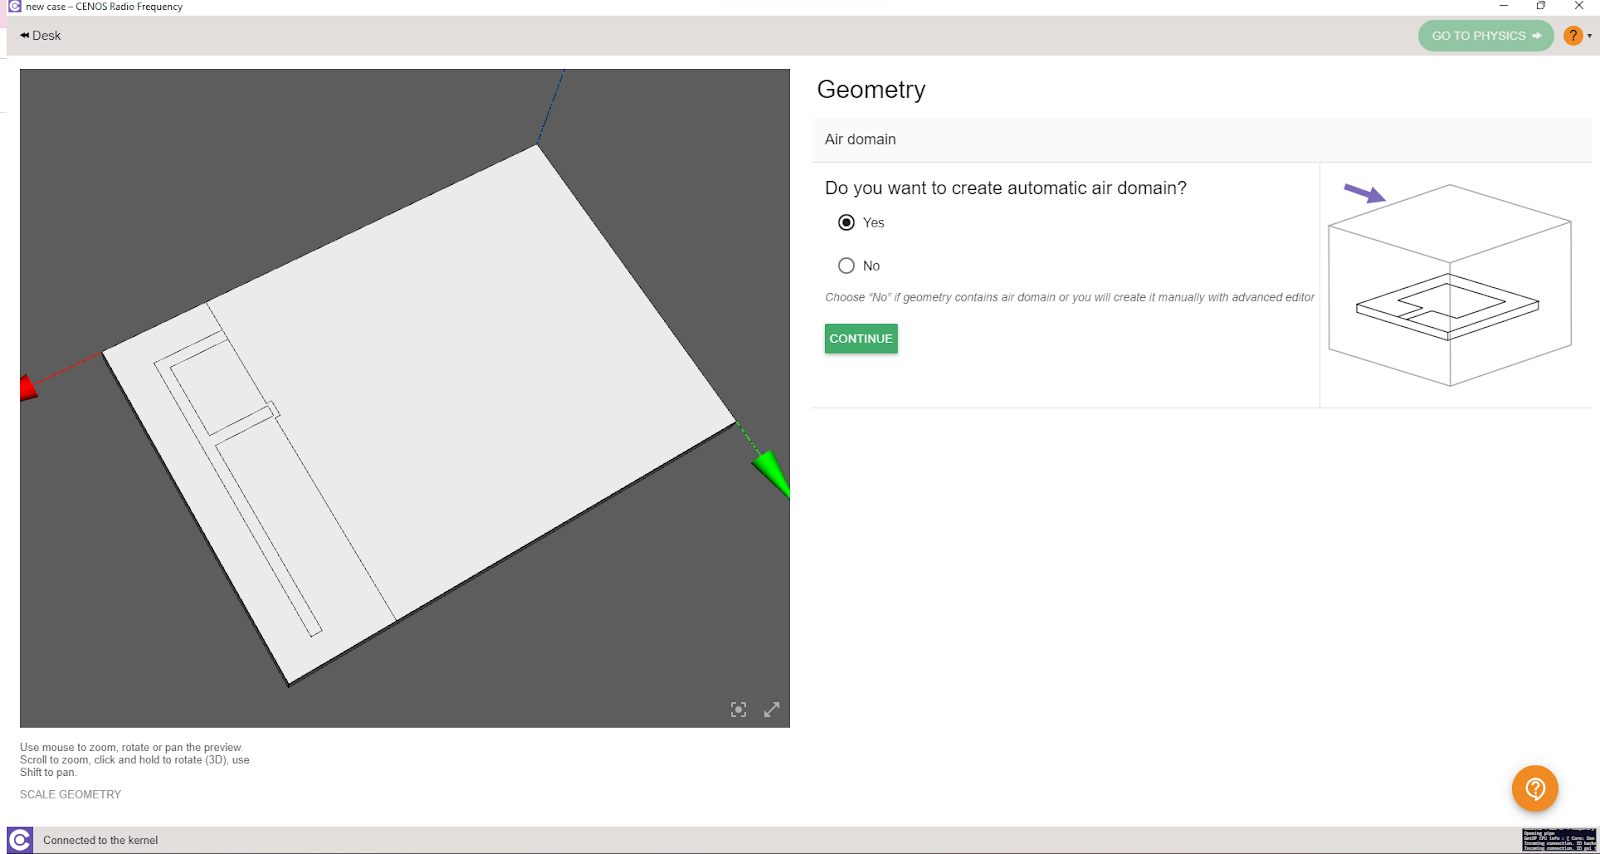 new case – CENOS Radio Frequency
Desk
GO TO PHYSICS
?
Geometry
Air domain
Do you want to create automatic air domain?
Yes
No
Choose “No” if geometry contains air domain or you will create it manually with advanced editor
CONTINUE
Use mouse to zoom, rotate or pan the preview.
Scroll to zoom, click and hold to rotate (3D), use
Shift to pan.
SCALE GEOMETRY
Connected to the kernel
Opening pipe